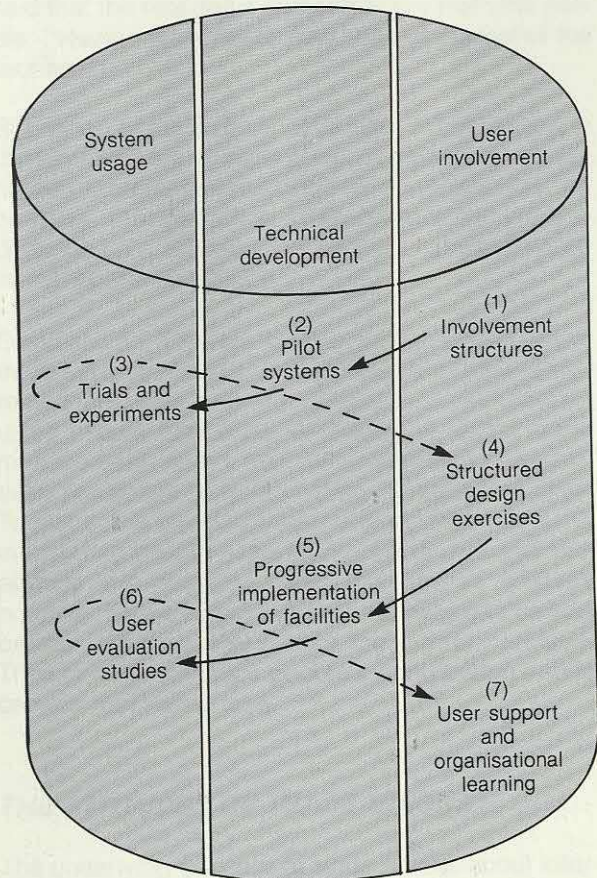 System
usage
User
involvement
Technical
development
(1)
Involvement
structures
(2)
Pilot
systems
(3)
Trials and
experiments
(4)
Structured
design
exercises
(5)
Progressive
implementation
of facilities
(6)
User
evaluation
studies
(7)
User support
and
organisational
learning